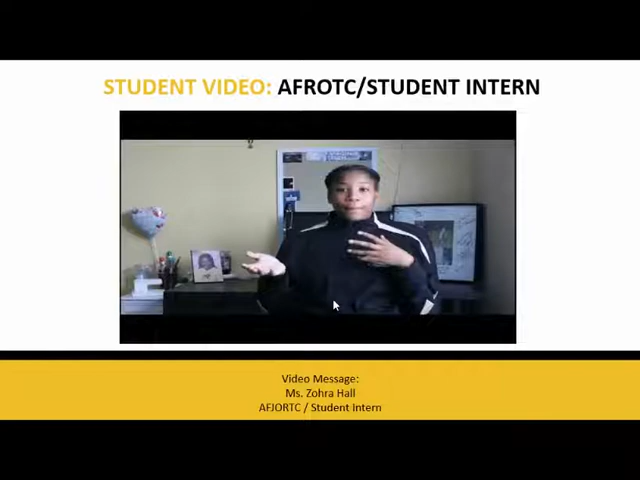 STUDENT VIDEO: AFROTC/STUDENT INTERN
Video Message:
Ms. Zohra Hall
AFJORTC / Student Intern